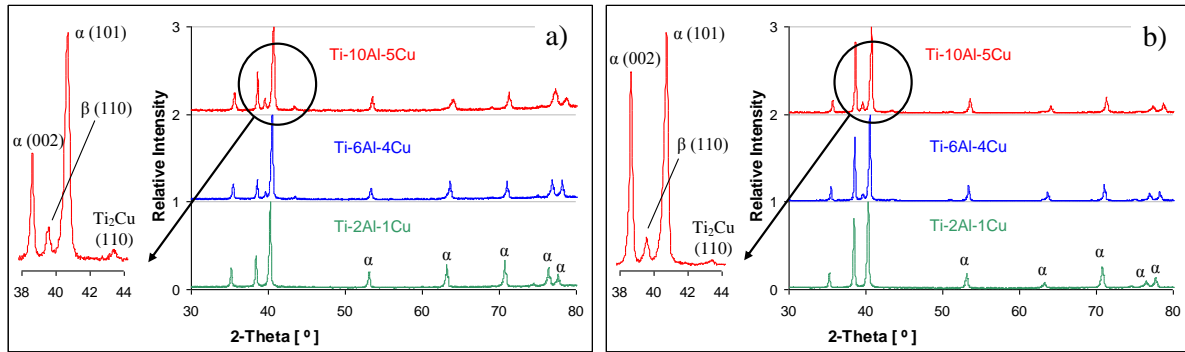 α (101)
α (002)
β (110)
Ti₂Cu
(110)
38 40 42 44
a)
Ti-10Al-5Cu
Ti-6Al-4Cu
Ti-2Al-1Cu
α α α α α
Relative Intensity
3
2
1
0
30 40 50 60 70 80
2-Theta [ º ]
α (101)
α (002)
β (110)
Ti₂Cu
(110)
38 40 42 44
b)
Ti-10Al-5Cu
Ti-6Al-4Cu
Ti-2Al-1Cu
α α α α α
Relative Intensity
3
2
1
0
30 40 50 60 70 80
2-Theta [ º ]